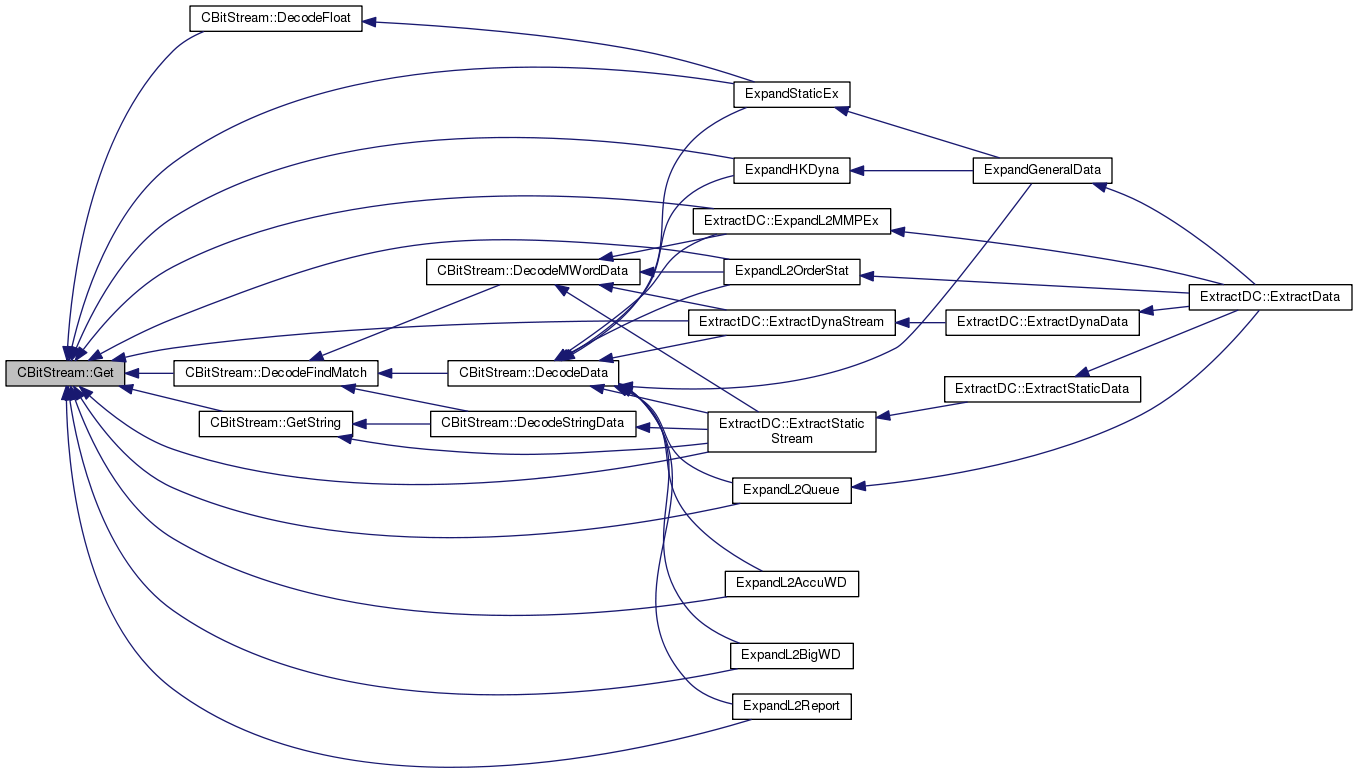 CBitStream::DecodeFloat
ExpandStaticEx
ExpandHKDyna
ExpandGeneralData
ExtractDC::ExpandL2MMPEx
CBitStream::DecodeMWordData
ExpandL2OrderStat
ExtractDC::ExtractData
ExtractDC::ExtractDynaStream
ExtractDC::ExtractDynaData
CBitStream::Get
CBitStream::DecodeFindMatch
CBitStream::DecodeData
ExtractDC::ExtractStaticData
CBitStream::GetString
CBitStream::DecodeStringData
ExtractDC::ExtractStatic
Stream
ExpandL2Queue
ExpandL2AccuWD
ExpandL2BigWD
ExpandL2Report